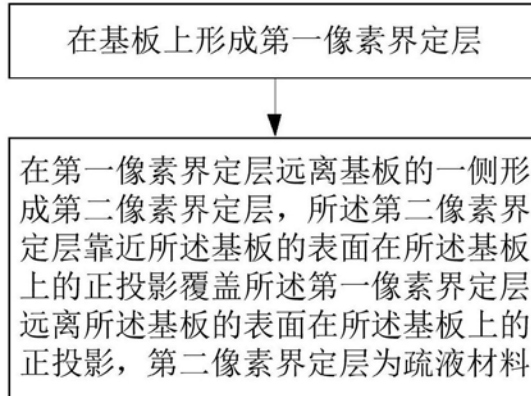 在基板上形成第一像素界定层
在第一像素界定层远离基板的一侧形
成第二像素界定层，所述第二像素界
定层靠近所述基板的表面在所述基板
上的正投影覆盖所述第一像素界定层
远离所述基板的表面在所述基板上的
正投影，第二像素界定层为疏液材料